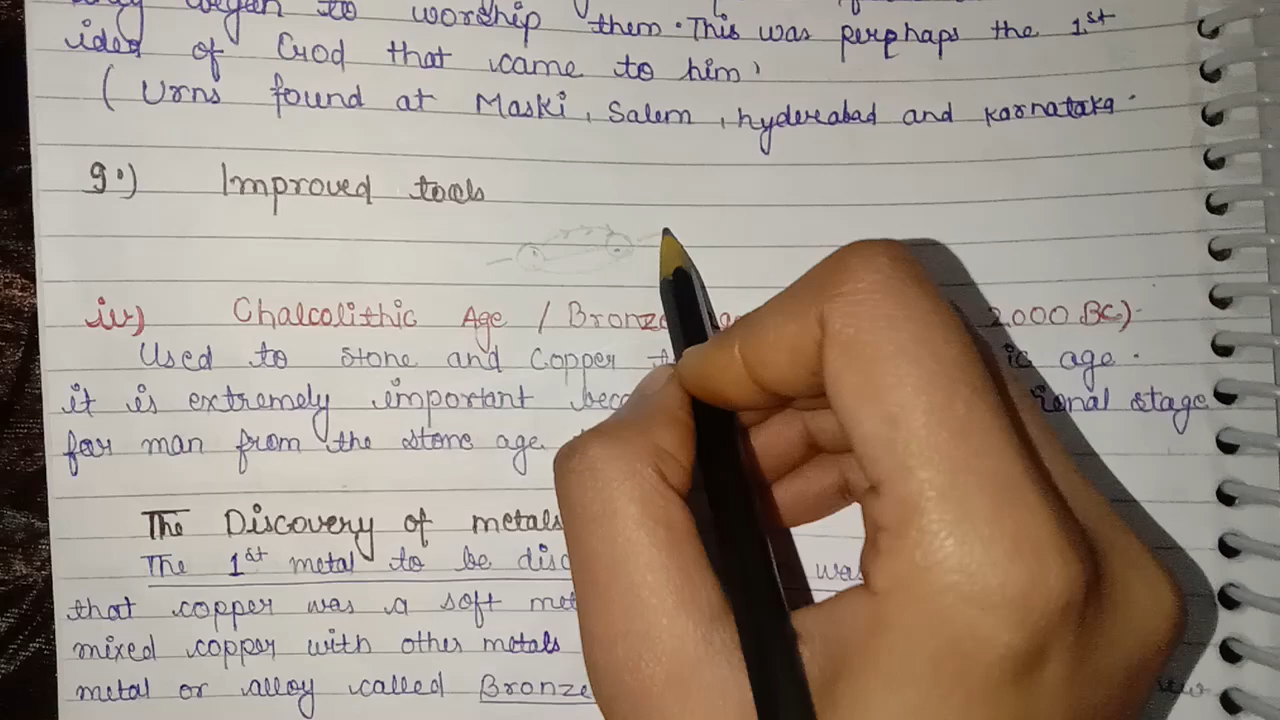 began to worship them. This was perphaps the 1st
idea of God that came to him,
( Urns found at Maski, Salem, hyderabad and karnataka.
9.) Improved tools
iv) Chalcolithic Age / Bronze 2000 BC)-
Used to stone and copper age.
it is extremely important stage
for man from the stone age
The Discovery of metals
The 1st metal to be was
that copper was a soft
mixed copper with other metals
metal or alloy called Bronze